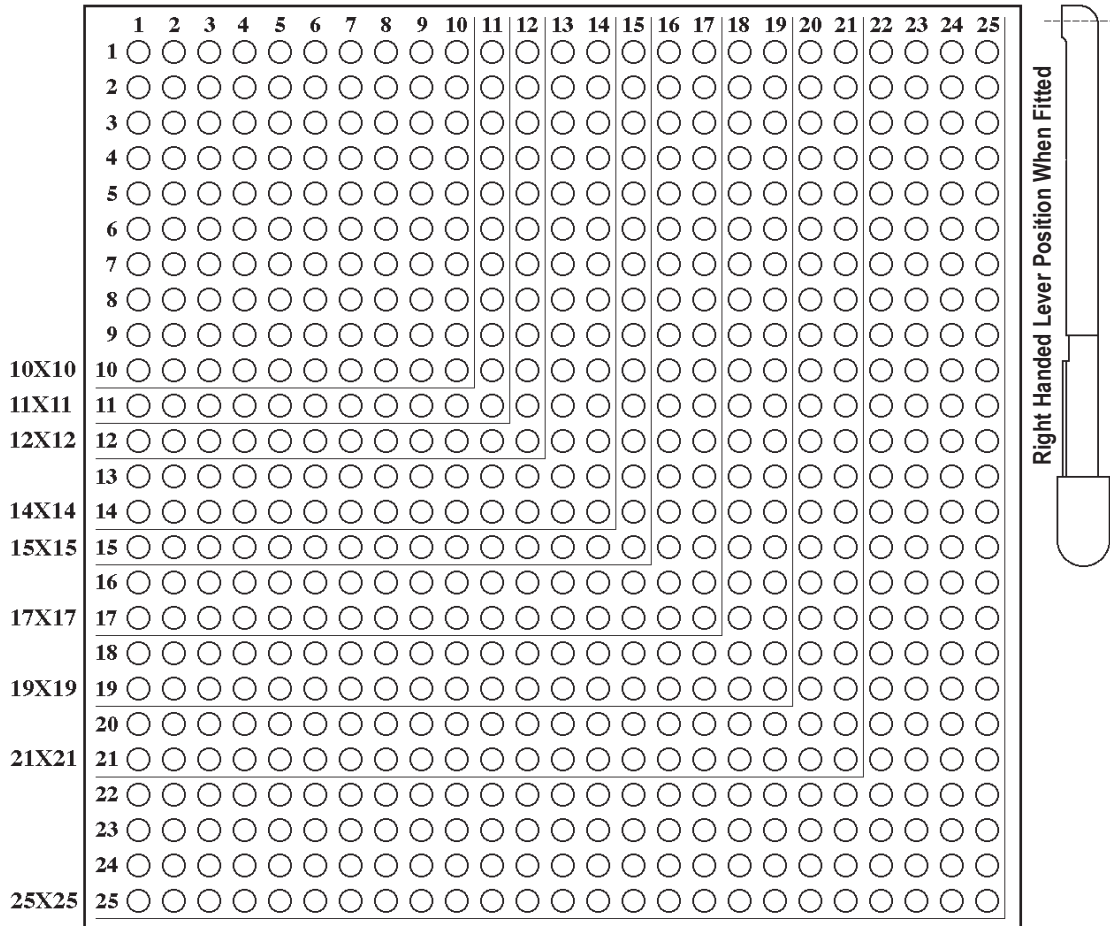 1 2 3 4 5 6 7 8 9 10 11 12 13 14 15 16 17 18 19 20 21 22 23 24 25
1
2
3
4
5
6
7
8
9
10X10 10
11X11 11
12X12 12
13
14X14 14
15X15 15
16
17X17 17
18
19X19 19
20
21X21 21
22
23
24
25X25 25
Right Handed Lever Position When Fitted